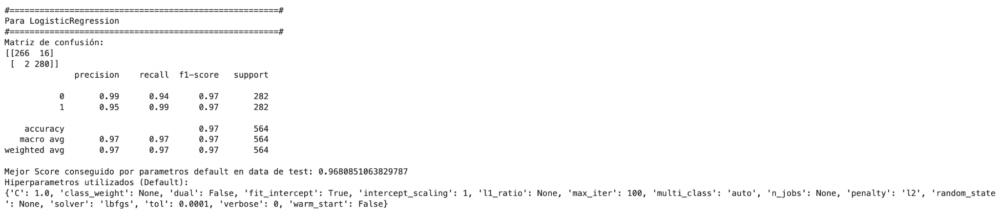 #======================================================#
Para LogisticRegression
#======================================================#
Matriz de confusión:
[[266  16]
 [  2 280]]
              precision    recall  f1-score   support

           0       0.99      0.94      0.97       282
           1       0.95      0.99      0.97       282

    accuracy                           0.97       564
   macro avg       0.97      0.97      0.97       564
weighted avg       0.97      0.97      0.97       564

Mejor Score conseguido por parametros default en data de test: 0.9680851063829787
Hiperparametros utilizados (Default):
{'C': 1.0, 'class_weight': None, 'dual': False, 'fit_intercept': True, 'intercept_scaling': 1, 'l1_ratio': None, 'max_iter': 100, 'multi_class': 'auto', 'n_jobs': None, 'penalty': 'l2', 'random_state
': None, 'solver': 'lbfgs', 'tol': 0.0001, 'verbose': 0, 'warm_start': False}